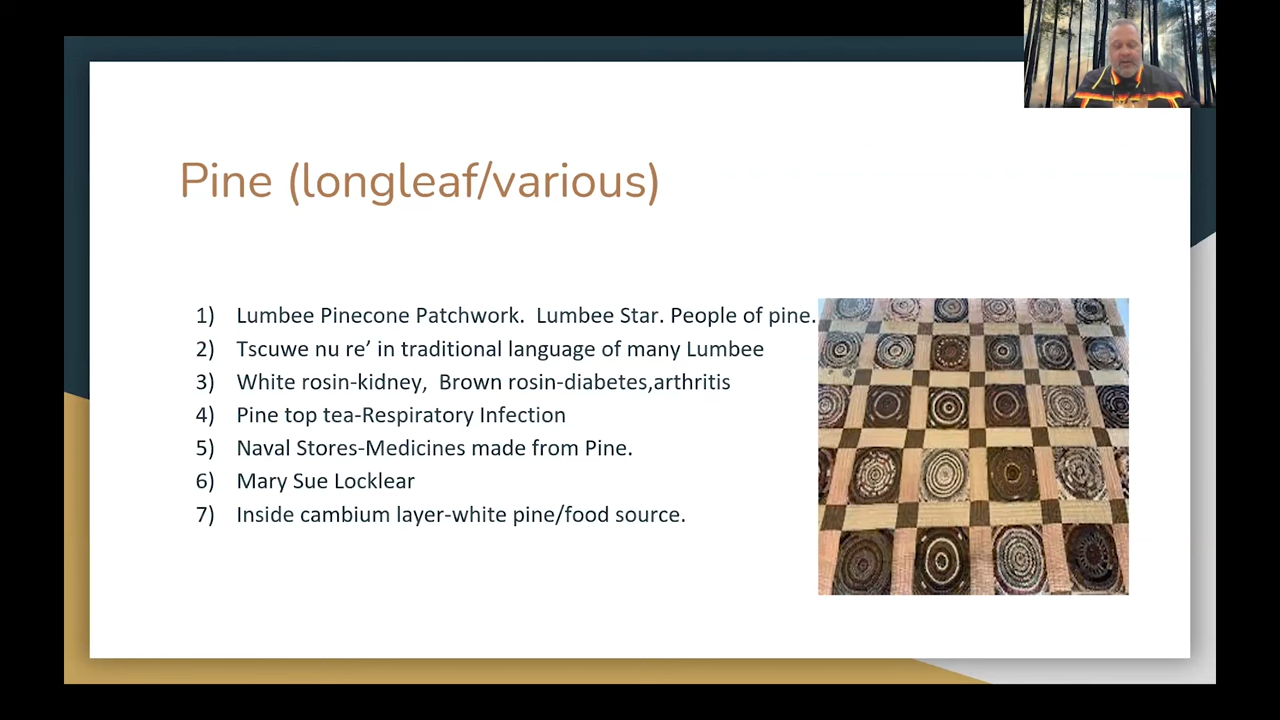 Pine (longleaf/various)
1) Lumbee Pinecone Patchwork.  Lumbee Star. People of pine.
2) Tscuwe nu re’ in traditional language of many Lumbee
3) White rosin-kidney,  Brown rosin-diabetes,arthritis
4) Pine top tea-Respiratory Infection
5) Naval Stores-Medicines made from Pine.
6) Mary Sue Locklear
7) Inside cambium layer-white pine/food source.